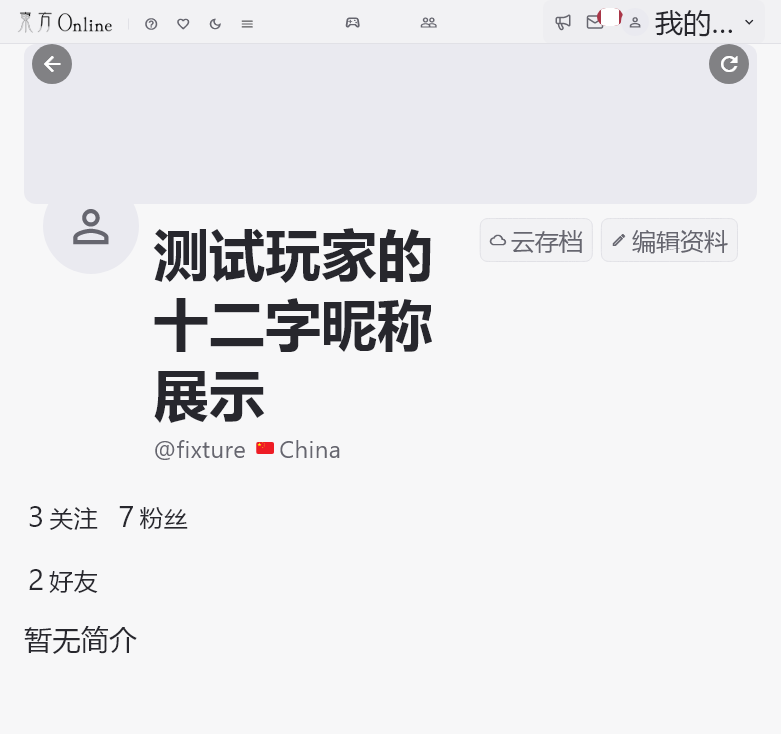 東方Online
我的...
云存档
编辑资料
测试玩家的
十二字昵称
展示
@fixture China
3 关注 7 粉丝
2 好友
暂无简介